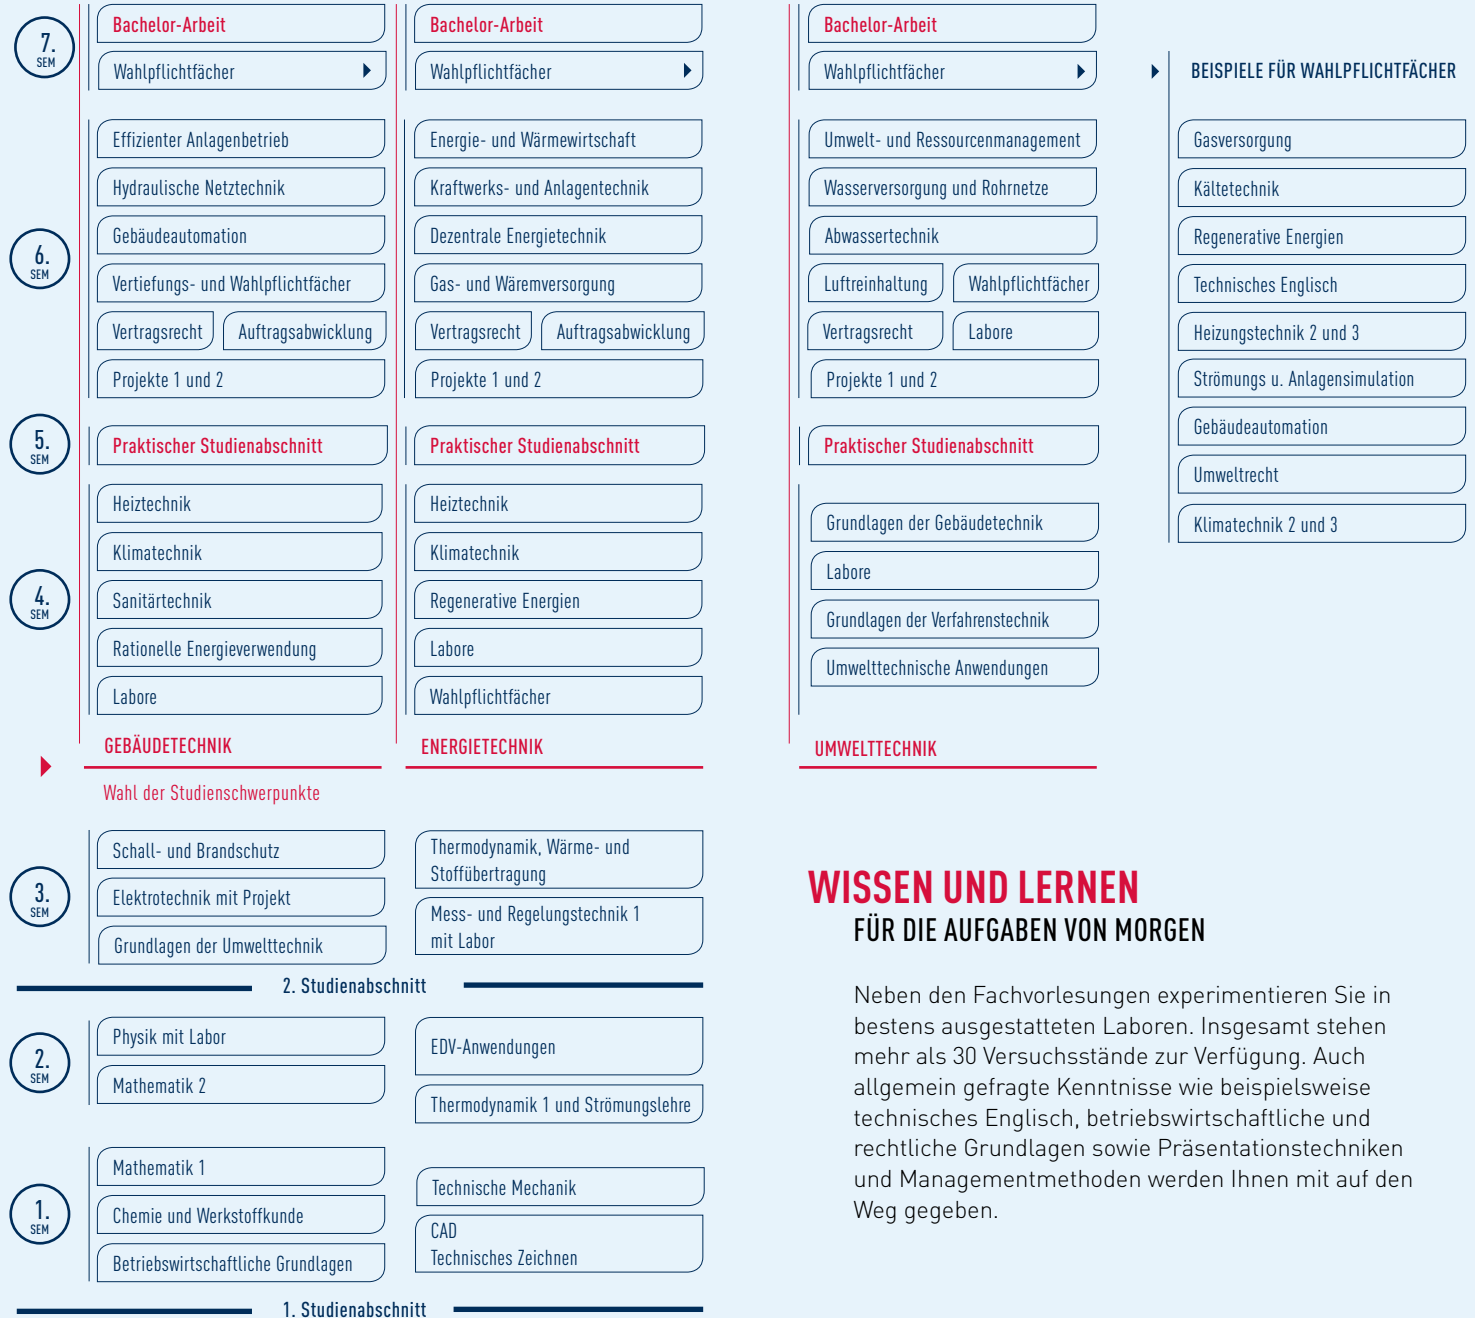 7.
SEM
Bachelor-Arbeit
Wahlpflichtfächer
Bachelor-Arbeit
Wahlpflichtfächer
Bachelor-Arbeit
Wahlpflichtfächer
BEISPIELE FÜR WAHLPFLICHTFÄCHER
Gasversorgung
Kältetechnik
Regenerative Energien
Technisches Englisch
Heizungstechnik 2 und 3
Strömungs u. Anlagensimulation
Gebäudeautomation
Umweltrecht
Klimatechnik 2 und 3
6.
SEM
Effizienter Anlagenbetrieb
Hydraulische Netztechnik
Gebäudeautomation
Vertiefungs- und Wahlpflichtfächer
Vertragsrecht
Auftragsabwicklung
Projekte 1 und 2
Energie- und Wärmewirtschaft
Kraftwerks- und Anlagentechnik
Dezentrale Energietechnik
Gas- und Wäremversorgung
Vertragsrecht
Auftragsabwicklung
Projekte 1 und 2
Umwelt- und Ressourcenmanagement
Wasserversorgung und Rohrnetze
Abwassertechnik
Luftreinhaltung
Wahlpflichtfächer
Vertragsrecht
Labore
Projekte 1 und 2
5.
SEM
Praktischer Studienabschnitt
Praktischer Studienabschnitt
Praktischer Studienabschnitt
4.
SEM
Heiztechnik
Klimatechnik
Sanitärtechnik
Rationelle Energieverwendung
Labore
Heiztechnik
Klimatechnik
Regenerative Energien
Labore
Wahlpflichtfächer
Grundlagen der Gebäudetechnik
Labore
Grundlagen der Verfahrenstechnik
Umwelttechnische Anwendungen
GEBÄUDETECHNIK
ENERGIETECHNIK
UMWELTTECHNIK
Wahl der Studienschwerpunkte
3.
SEM
Schall- und Brandschutz
Elektrotechnik mit Projekt
Grundlagen der Umwelttechnik
Thermodynamik, Wärme- und
Stoffübertragung
Mess- und Regelungstechnik 1
mit Labor
2. Studienabschnitt
2.
SEM
Physik mit Labor
Mathematik 2
EDV-Anwendungen
Thermodynamik 1 und Strömungslehre
1.
SEM
Mathematik 1
Chemie und Werkstoffkunde
Betriebswirtschaftliche Grundlagen
Technische Mechanik
CAD
Technisches Zeichnen
1. Studienabschnitt
WISSEN UND LERNEN
FÜR DIE AUFGABEN VON MORGEN
Neben den Fachvorlesungen experimentieren Sie in
bestens ausgestatteten Laboren. Insgesamt stehen
mehr als 30 Versuchsstände zur Verfügung. Auch
allgemein gefragte Kenntnisse wie beispielsweise
technisches Englisch, betriebswirtschaftliche und
rechtliche Grundlagen sowie Präsentationstechniken
und Managementmethoden werden Ihnen mit auf den
Weg gegeben.